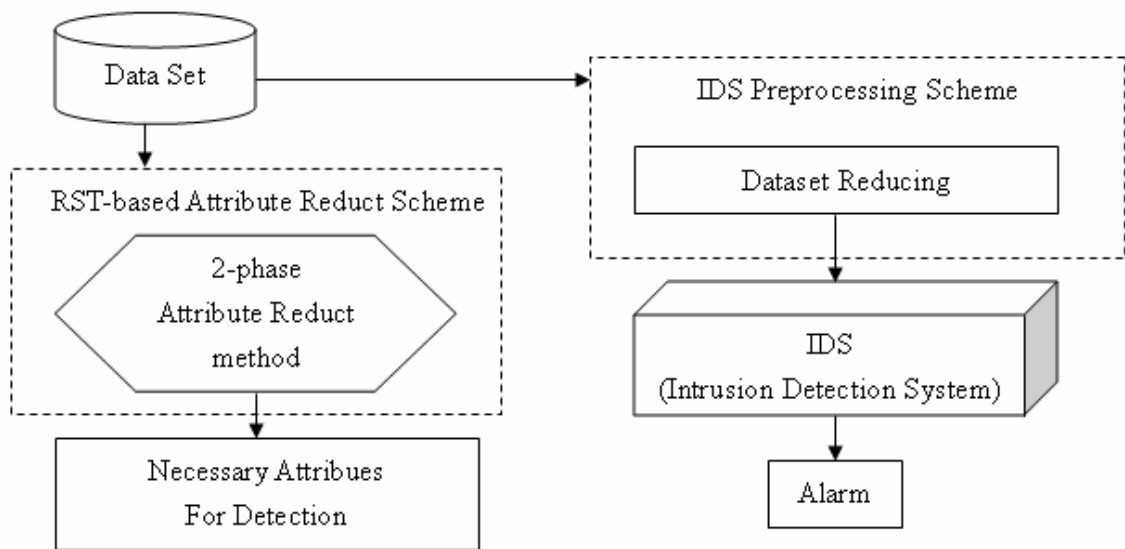 Data Set
RST-based Attribute Reduct Scheme
2-phase
Attribute Reduct
method
Necessary Attribues
For Detection
IDS Preprocessing Scheme
Dataset Reducing
IDS
(Intrusion Detection System)
Alarm